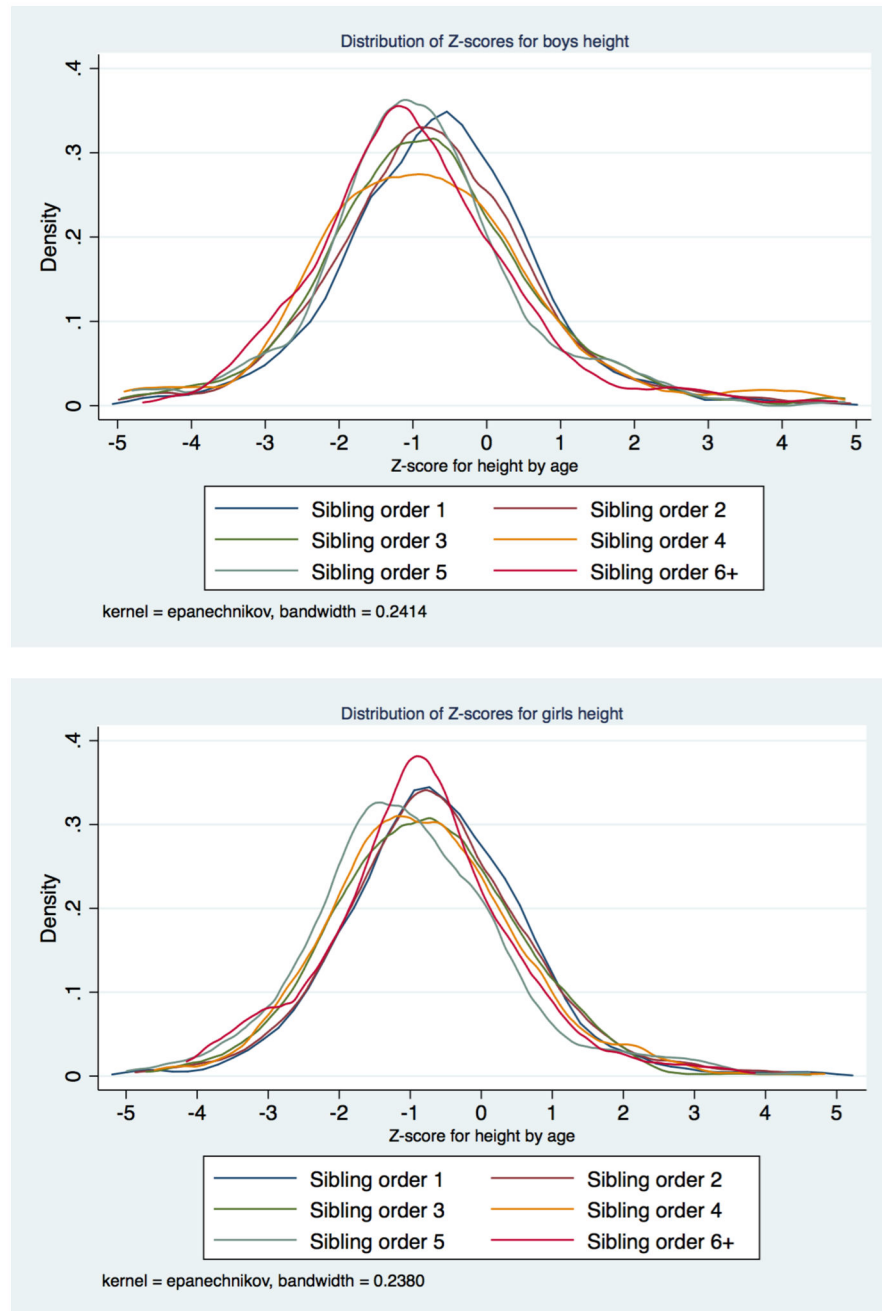 Distribution of Z-scores for boys height
.4
.3
.2
.1
0
Density
-5 -4 -3 -2 -1 0 1 2 3 4 5
Z-score for height by age
Sibling order 1 Sibling order 2
Sibling order 3 Sibling order 4
Sibling order 5 Sibling order 6+
kernel = epanechnikov, bandwidth = 0.2414
Distribution of Z-scores for girls height
.4
.3
.2
.1
0
Density
-5 -4 -3 -2 -1 0 1 2 3 4 5
Z-score for height by age
Sibling order 1 Sibling order 2
Sibling order 3 Sibling order 4
Sibling order 5 Sibling order 6+
kernel = epanechnikov, bandwidth = 0.2380